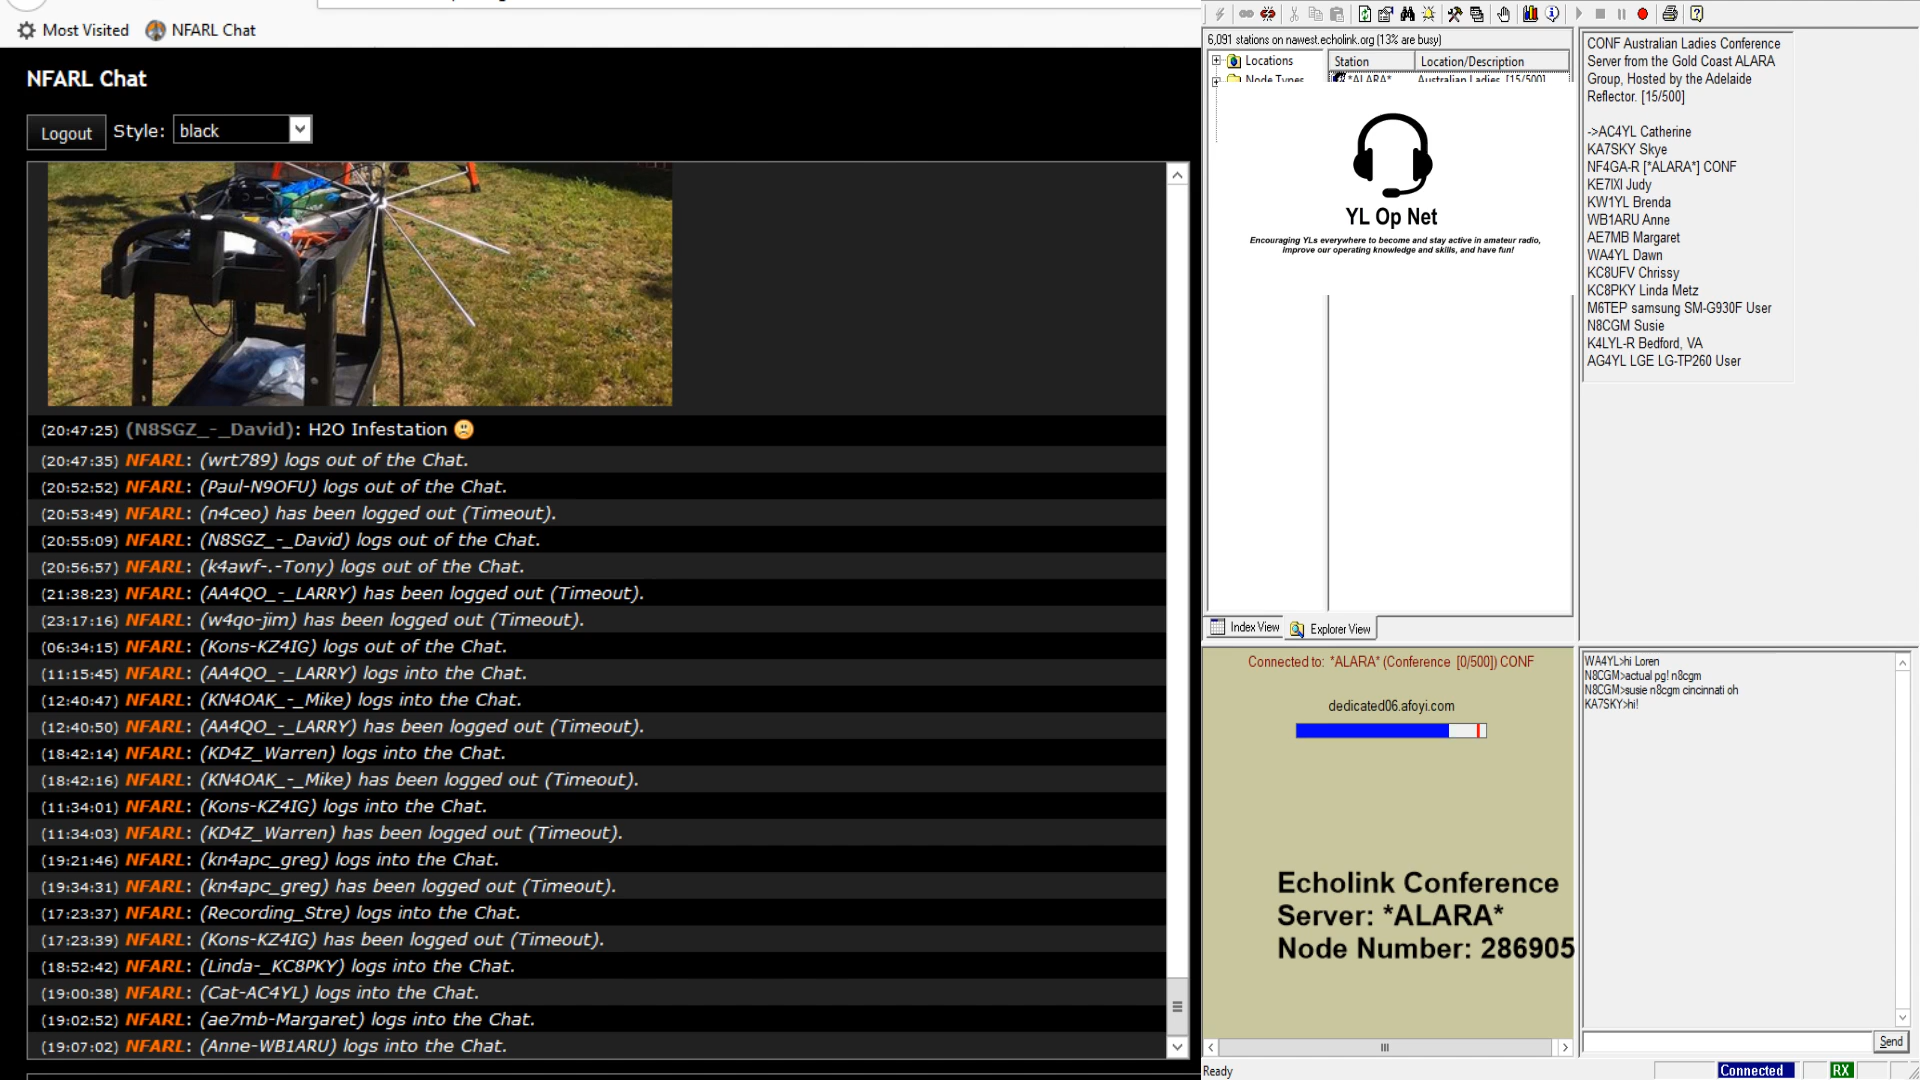 Most Visited
NFARL Chat
NFARL Chat
Logout
Style: black
(20:47:25) (N8SGZ_-_David): H2O Infestation
(20:47:35) NFARL: (wrt789) logs out of the Chat.
(20:52:52) NFARL: (Paul-N9OFU) logs out of the Chat.
(20:53:49) NFARL: (n4ceo) has been logged out (Timeout).
(20:55:09) NFARL: (N8SGZ_-_David) logs out of the Chat.
(20:56:57) NFARL: (k4awf-.-Tony) logs out of the Chat.
(21:38:23) NFARL: (AA4QO_-_LARRY) has been logged out (Timeout).
(23:17:16) NFARL: (w4qo-jim) has been logged out (Timeout).
(06:34:15) NFARL: (Kons-KZ4IG) logs out of the Chat.
(11:15:45) NFARL: (AA4QO_-_LARRY) logs into the Chat.
(12:40:47) NFARL: (KN4OAK_-_Mike) logs into the Chat.
(12:40:50) NFARL: (AA4QO_-_LARRY) has been logged out (Timeout).
(18:42:14) NFARL: (KD4Z_Warren) logs into the Chat.
(18:42:16) NFARL: (KN4OAK_-_Mike) has been logged out (Timeout).
(11:34:01) NFARL: (Kons-KZ4IG) logs into the Chat.
(11:34:03) NFARL: (KD4Z_Warren) has been logged out (Timeout).
(19:21:46) NFARL: (kn4apc_greg) logs into the Chat.
(19:34:31) NFARL: (kn4apc_greg) has been logged out (Timeout).
(17:23:37) NFARL: (Recording_Stre) logs into the Chat.
(17:23:39) NFARL: (Kons-KZ4IG) has been logged out (Timeout).
(18:52:42) NFARL: (Linda-_KC8PKY) logs into the Chat.
(19:00:38) NFARL: (Cat-AC4YL) logs into the Chat.
(19:02:52) NFARL: (ae7mb-Margaret) logs into the Chat.
(19:07:02) NFARL: (Anne-WB1ARU) logs into the Chat.
6,091 stations on nawest.echolink.org (13% are busy)
Locations
Node Types
Station
Location/Description
*ALARA*
Australian Ladies [15/500]
YL Op Net
Encouraging YLs everywhere to become and stay active in amateur radio,
improve our operating knowledge and skills, and have fun!
Index View
Explorer View
CONF Australian Ladies Conference
Server from the Gold Coast ALARA
Group, Hosted by the Adelaide
Reflector. [15/500]
->AC4YL Catherine
KA7SKY Skye
NF4GA-R [*ALARA*] CONF
KE7IXI Judy
KW1YL Brenda
WB1ARU Anne
AE7MB Margaret
WA4YL Dawn
KC8UFV Chrissy
KC8PKY Linda Metz
M6TEP samsung SM-G930F User
N8CGM Susie
K4LYL-R Bedford, VA
AG4YL LGE LG-TP260 User
Connected to: *ALARA* (Conference [0/500]) CONF
dedicated06.afoyi.com
Echolink Conference
Server: *ALARA*
Node Number: 286905
WA4YL>hi Loren
N8CGM>actual pg! n8cgm
N8CGM>susie n8cgm cincinnati oh
KA7SKY>hi!
Send
Ready
Connected
RX